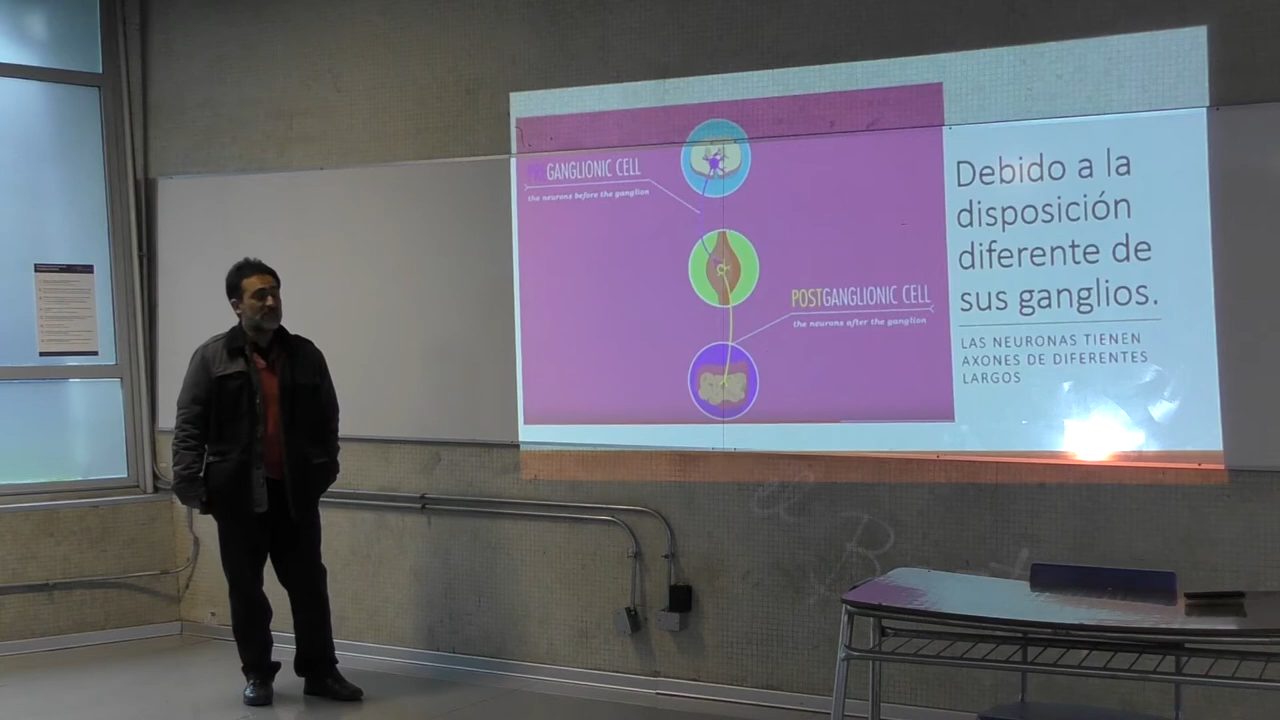 PREGANGLIONIC CELL
the neurons before the ganglion
POSTGANGLIONIC CELL
the neurons after the ganglion
Debido a la
disposición
diferente de
sus ganglios.
LAS NEURONAS TIENEN
AXONES DE DIFERENTES
LARGOS
B